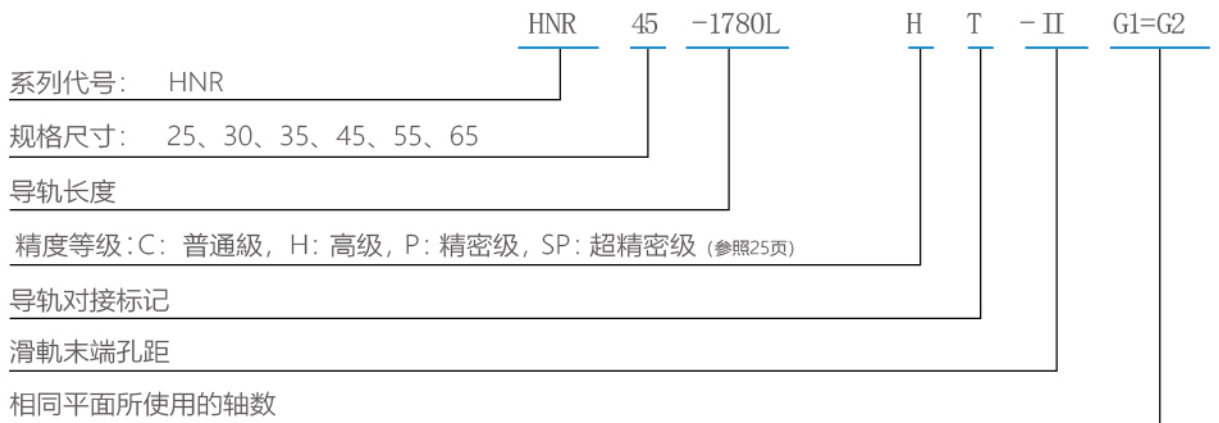 HNR 45 -1780L H T -II G1=G2
系列代号： HNR
规格尺寸： 25、30、35、45、55、65
导轨长度
精度等级：C：普通級，H：高级，P：精密级，SP：超精密级（参照25页）
导轨对接标记
滑軌末端孔距
相同平面所使用的轴数